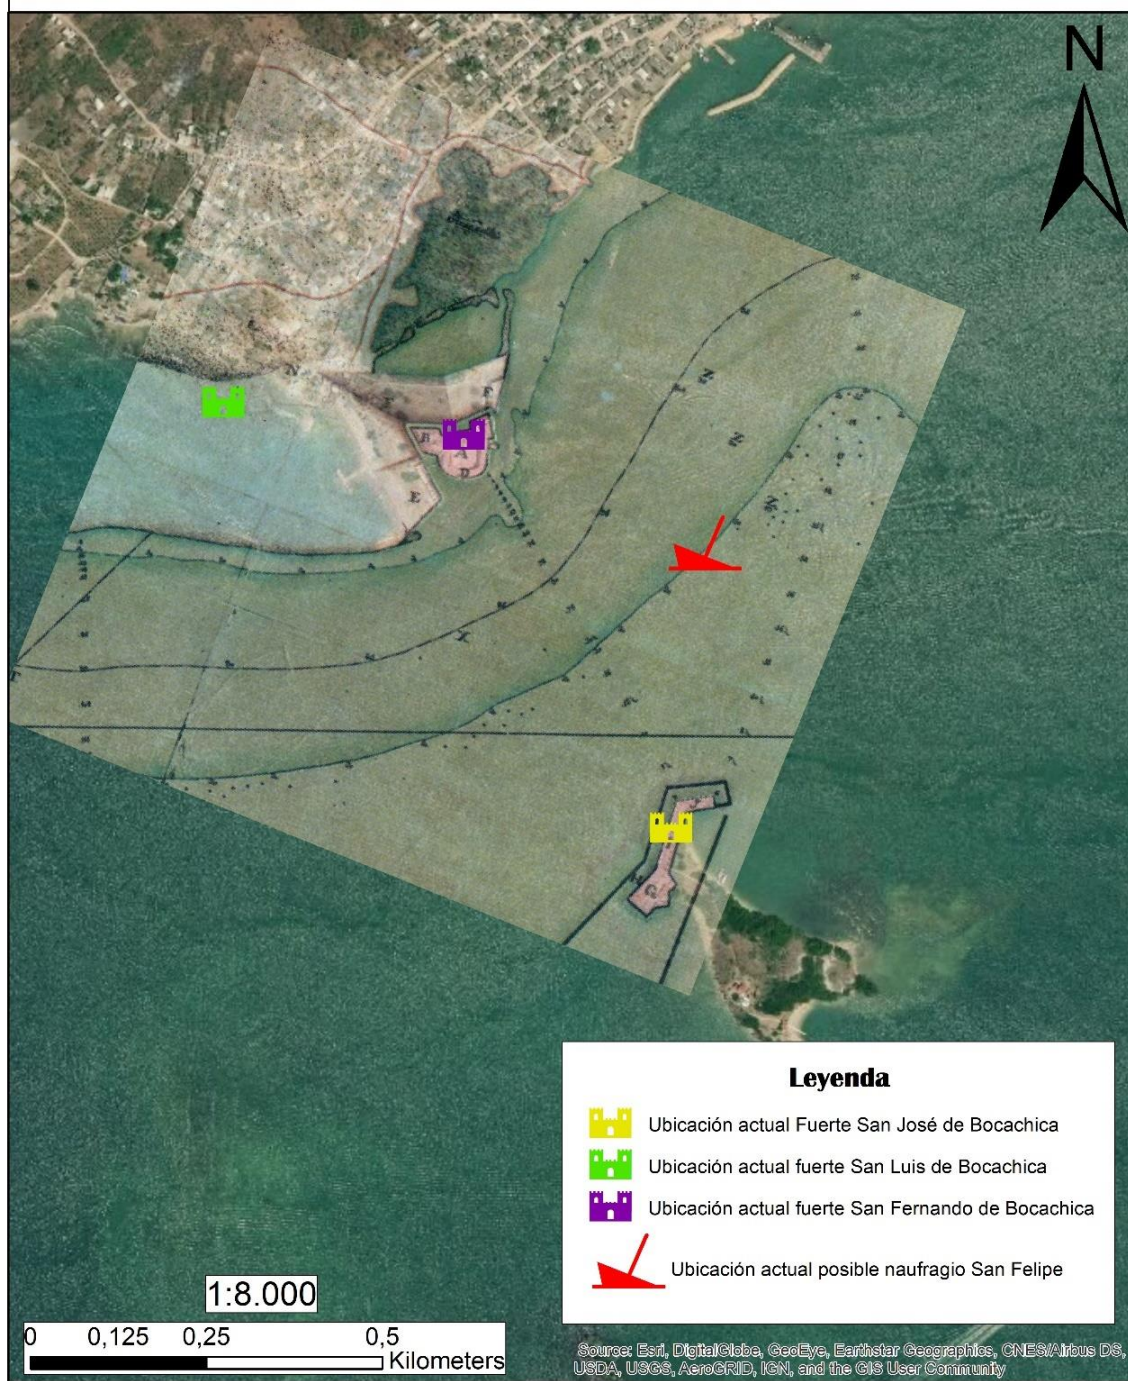 N
Leyenda
Ubicación actual Fuerte San José de Bocachica
Ubicación actual fuerte San Luis de Bocachica
Ubicación actual fuerte San Fernando de Bocachica
Ubicación actual posible naufragio San Felipe
1:8.000
0 0,125 0,25 0,5
Kilometers
Source: Esri, DigitalGlobe, GeoEye, Earthstar Geographics, CNES/Airbus DS,
USDA, USGS, AeroGRID, IGN, and the GIS User Community